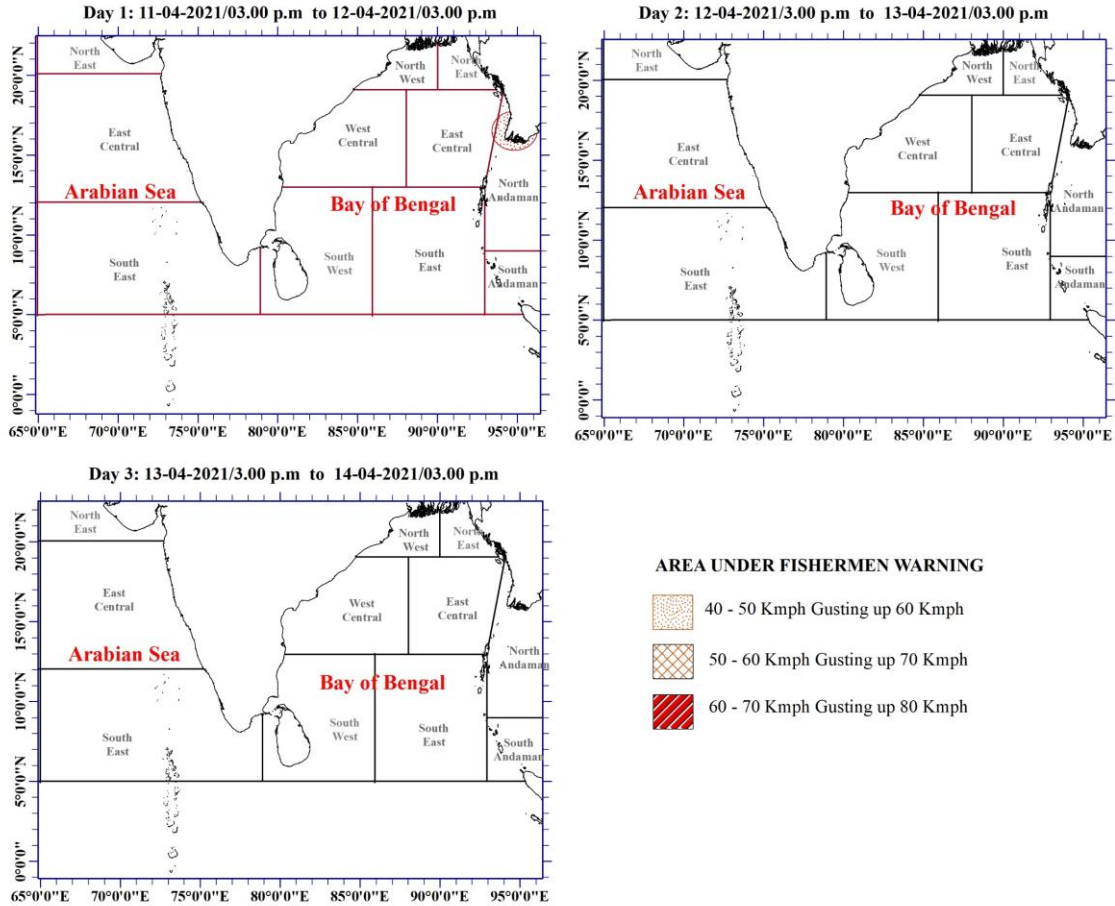 Day 1: 11-04-2021/03.00 p.m to 12-04-2021/3.00 p.m
North
East
North
West
North
East
East
Central
West
Central
East
Central
Arabian Sea
Bay of Bengal
North
Andaman
South
East
South
West
South
East
South
Andaman
20°0'0"N
15°0'0"N
10°0'0"N
5°0'0"N
0°0'0"
65°0'0"E 70°0'0"E 75°0'0"E 80°0'0"E 85°0'0"E 90°0'0"E 95°0'0"E
Day 2: 12-04-2021/3.00 p.m to 13-04-2021/03.00 p.m
North
East
North
West
North
East
East
Central
West
Central
East
Central
Arabian Sea
Bay of Bengal
North
Andaman
South
East
South
West
South
East
South
Andaman
20°0'0"N
15°0'0"N
10°0'0"N
5°0'0"N
0°0'0"
65°0'0"E 70°0'0"E 75°0'0"E 80°0'0"E 85°0'0"E 90°0'0"E 95°0'0"E
Day 3: 13-04-2021/3.00 p.m to 14-04-2021/03.00 p.m
North
East
North
West
North
East
East
Central
West
Central
East
Central
Arabian Sea
Bay of Bengal
North
Andaman
South
East
South
West
South
East
South
Andaman
20°0'0"N
15°0'0"N
10°0'0"N
5°0'0"N
0°0'0"
65°0'0"E 70°0'0"E 75°0'0"E 80°0'0"E 85°0'0"E 90°0'0"E 95°0'0"E
AREA UNDER FISHERMEN WARNING
40 - 50 Kmph Gusting up 60 Kmph
50 - 60 Kmph Gusting up 70 Kmph
60 - 70 Kmph Gusting up 80 Kmph